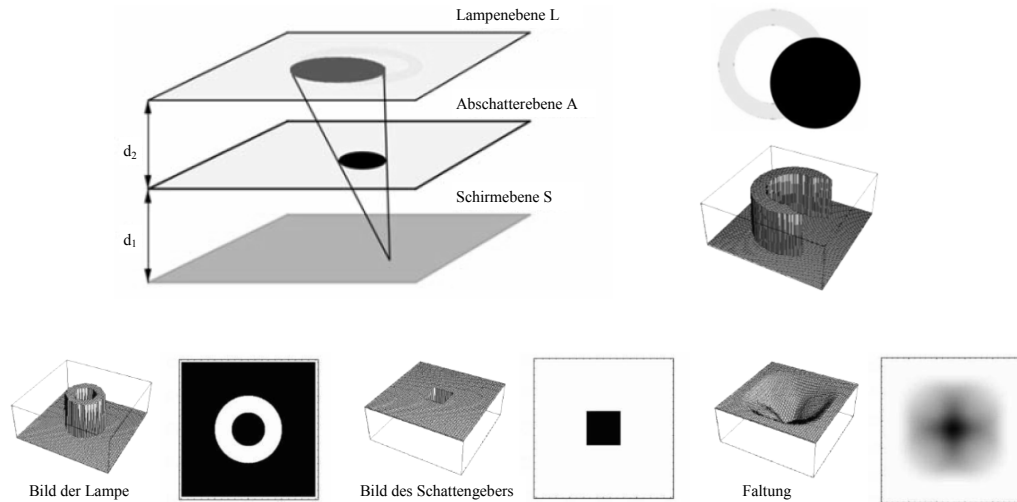 Lampenebene L
Abschatterebene A
d2
Schirmebene S
d1
Bild der Lampe
Bild des Schattengebers
Faltung